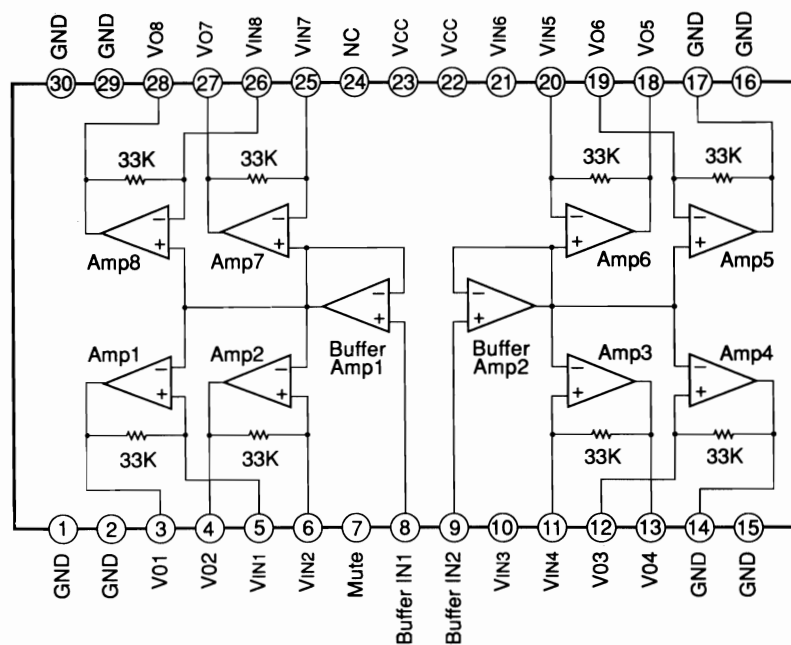 GND GND VO8 VO7 VIN8 VIN7 NC VCC VCC VIN6 VIN5 VO6 VO5 GND GND
30 29 28 27 26 25 24 23 22 21 20 19 18 17 16
33K 33K 33K 33K
− − − −
+ + + +
Amp8 Amp7 Amp6 Amp5
− −
+ +
Amp1 Amp2 Buffer Amp1 Buffer Amp2 Amp3 Amp4
− − − −
+ + + +
33K 33K 33K 33K
1 2 3 4 5 6 7 8 9 10 11 12 13 14 15
GND GND V01 V02 VIN1 VIN2 Mute Buffer IN1 Buffer IN2 VIN3 VIN4 V03 V04 GND GND